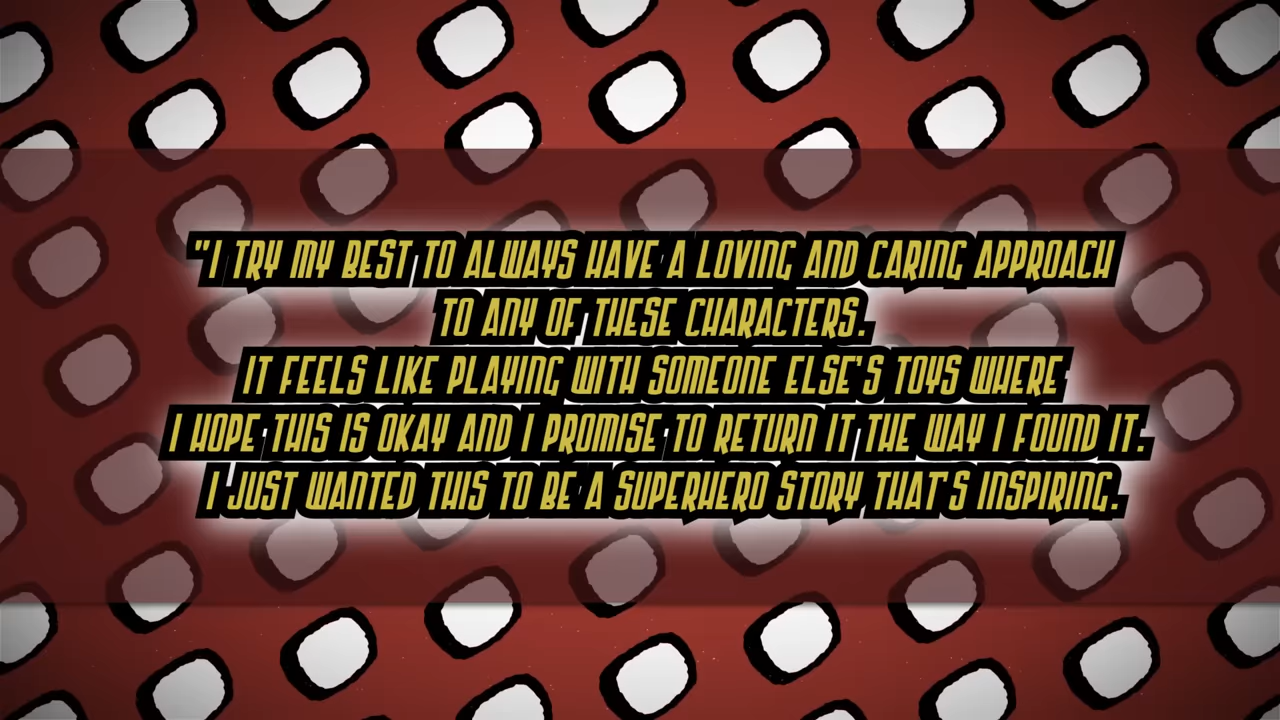 "I TRY MY BEST TO ALWAYS HAVE A LOVING AND CARING APPROACH
TO ANY OF THESE CHARACTERS.
IT FEELS LIKE PLAYING WITH SOMEONE ELSE'S TOYS WHERE
I HOPE THIS IS OKAY AND I PROMISE TO RETURN IT THE WAY I FOUND IT.
I JUST WANTED THIS TO BE A SUPERHERO STORY THAT'S INSPIRING.